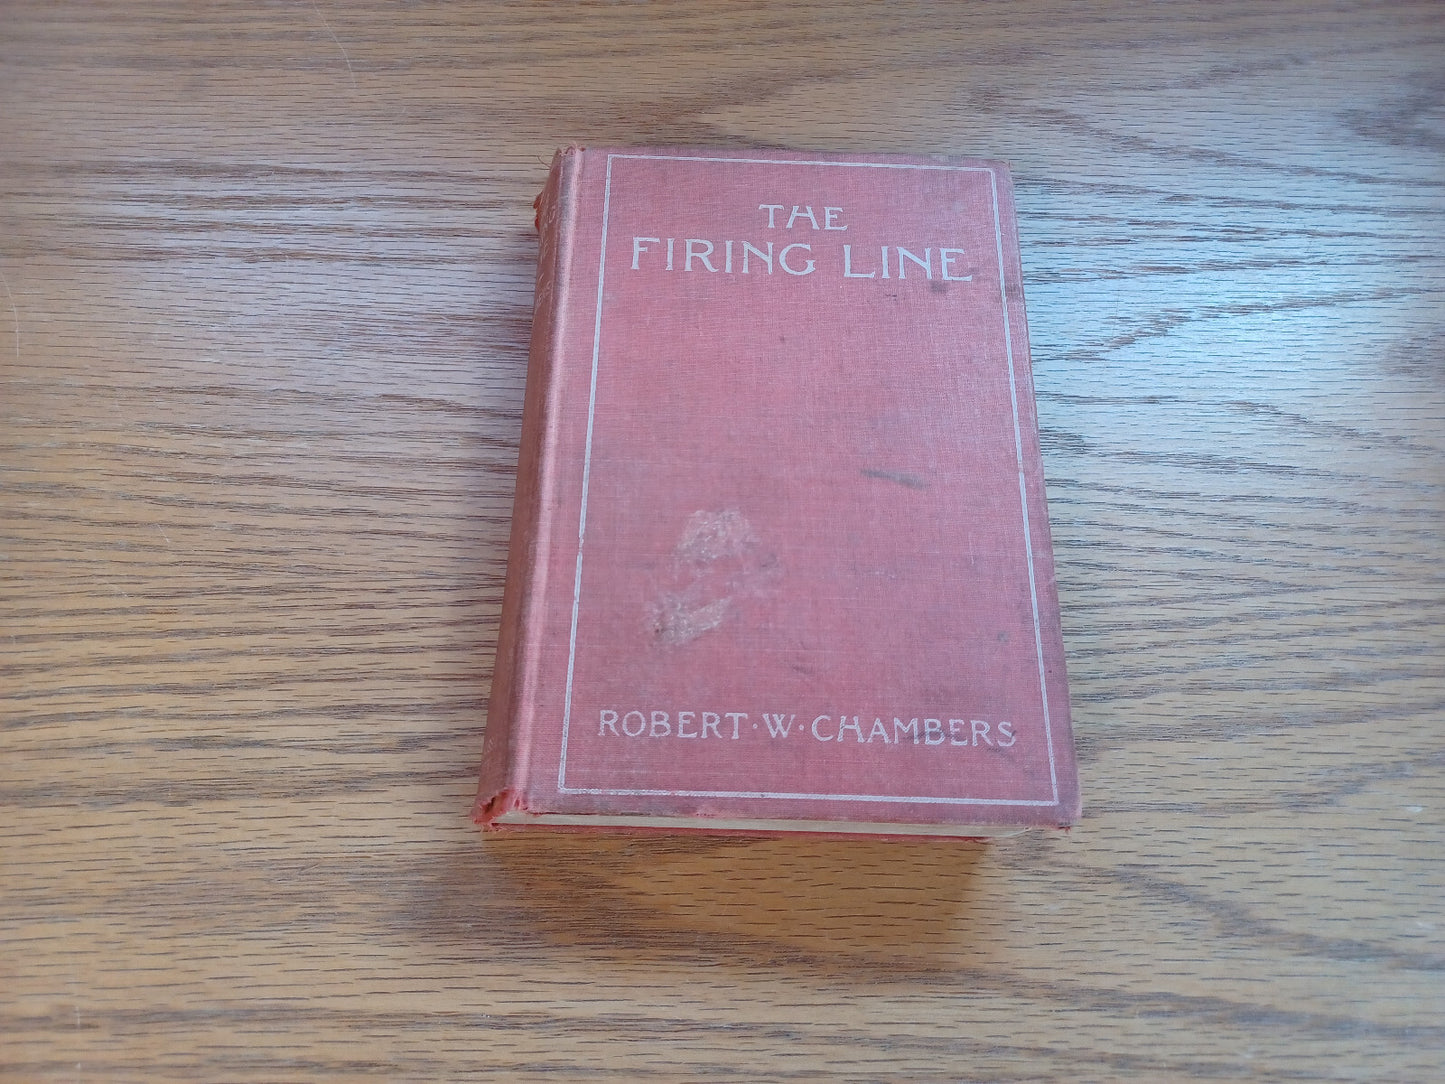 THE
FIRING LINE
ROBERT·W·CHAMBERS